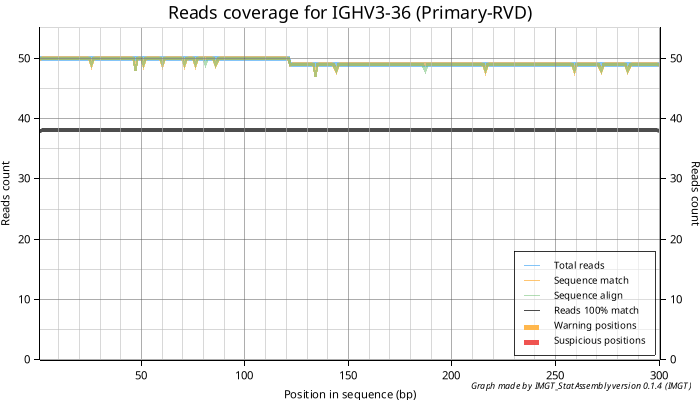 Reads coverage for IGHV3-36 (Primary-RVD)
50
50
40
40
30
30
20
20
10
10
0
0
Reads count
Reads count
Total reads
Sequence match
Sequence align
Reads 100% match
Warning positions
Suspicious positions
50
100
150
200
250
300
Position in sequence (bp)
Graph made by IMGT_StatAssembly version 0.1.4 (IMGT)